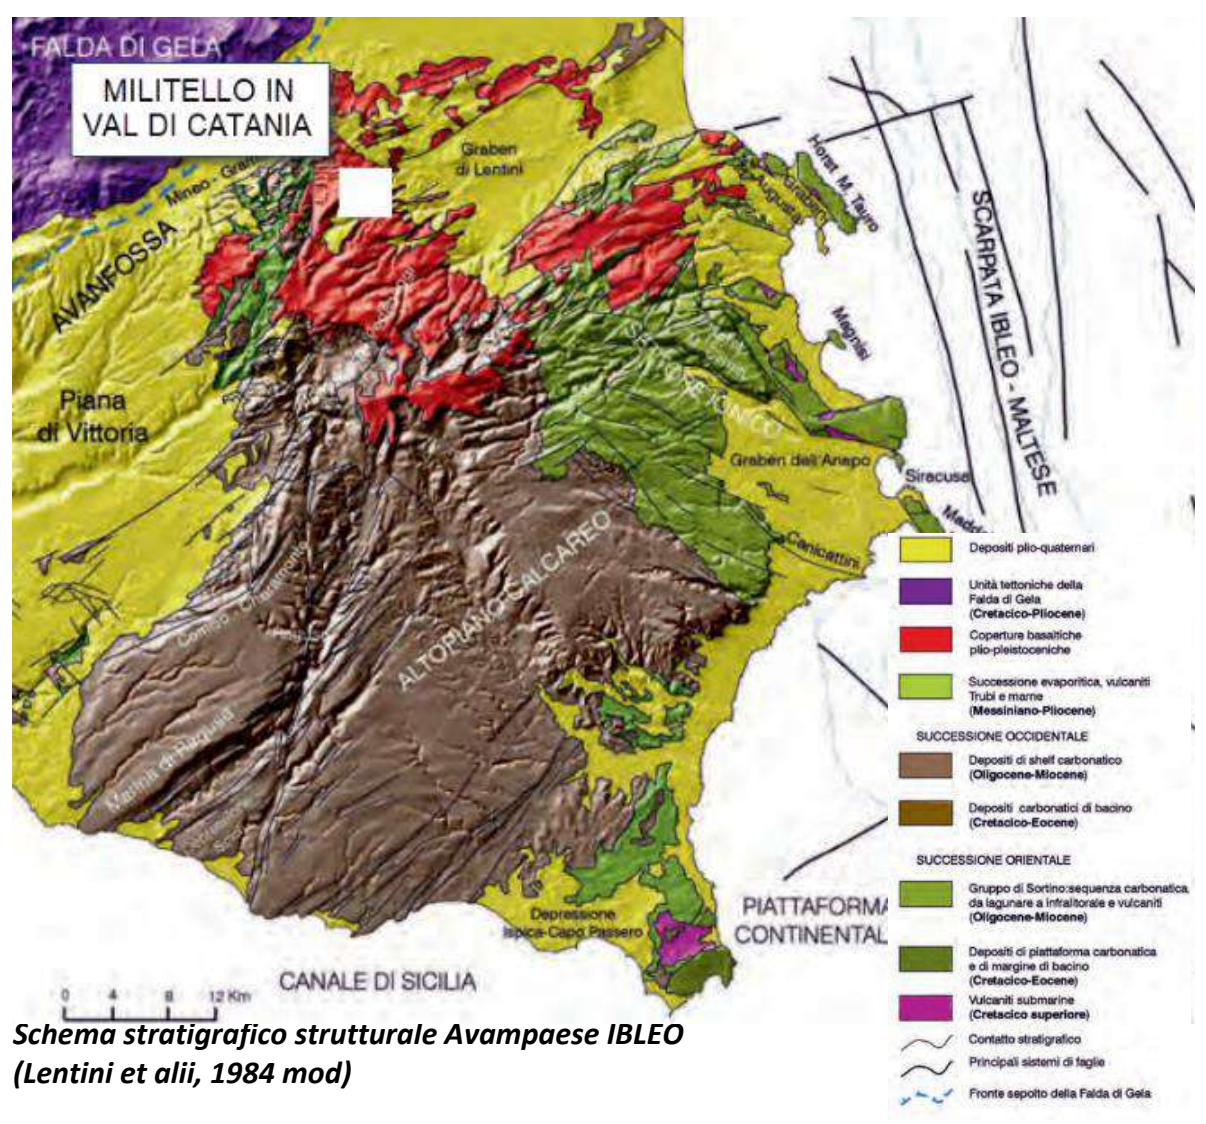 FALDA DI GELA
MILITELLO IN
VAL DI CATANIA
Mineo -
Graben
di Lentini
Horst M. Tauro
Graben
Augusta
AVANFOSSA
SCARPATA IBLEO - MALTESE
Magnisi
Piana
di Vittoria
Graben dell'Anapo
Siracusa
Canicattini
ALTOPIANO CALCAREO
Marina di Ragusa
Depressione
Ispica-Capo Passero
PIATTAFORMA
CONTINENTAL
CANALE DI SICILIA
0 4 8 12 Km
Schema stratigrafico strutturale Avampaese IBLEO
(Lentini et alii, 1984 mod)
Depositi plio-quaternari
Unità tettoniche della
Falda di Gela
(Cretacico-Pliocene)
Coperture basaltiche
plio-pleistoceniche
Successione evaporitica, vulcaniti
Trubi e marne
(Messiniano-Pliocene)
SUCCESSIONE OCCIDENTALE
Depositi di shelf carbonatico
(Oligocene-Miocene)
Depositi carbonatici di bacino
(Cretacico-Eocene)
SUCCESSIONE ORIENTALE
Gruppo di Sortino:sequenza carbonatica
da lagunare a infralitorale e vulcaniti
(Oligocene-Miocene)
Depositi di piattaforma carbonatica
e di margine di bacino
(Cretacico-Eocene)
Vulcaniti submarine
(Cretacico superiore)
Contatto stratigrafico
Principali sistemi di faglie
Fronte sepolto della Falda di Gela